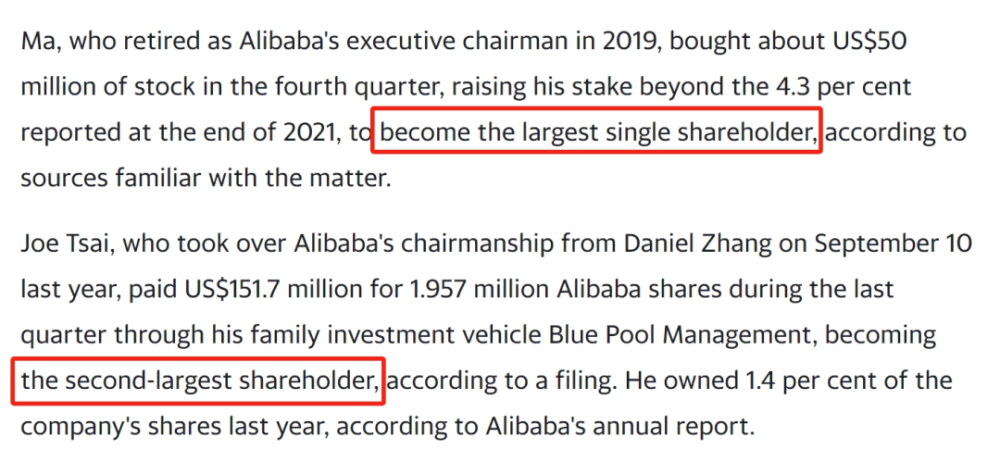 Ma, who retired as Alibaba's executive chairman in 2019, bought about US$50
million of stock in the fourth quarter, raising his stake beyond the 4.3 per cent
reported at the end of 2021, to become the largest single shareholder, according to
sources familiar with the matter.
Joe Tsai, who took over Alibaba's chairmanship from Daniel Zhang on September 10
last year, paid US$151.7 million for 1.957 million Alibaba shares during the last
quarter through his family investment vehicle Blue Pool Management, becoming
the second-largest shareholder, according to a filing. He owned 1.4 per cent of the
company's shares last year, according to Alibaba's annual report.